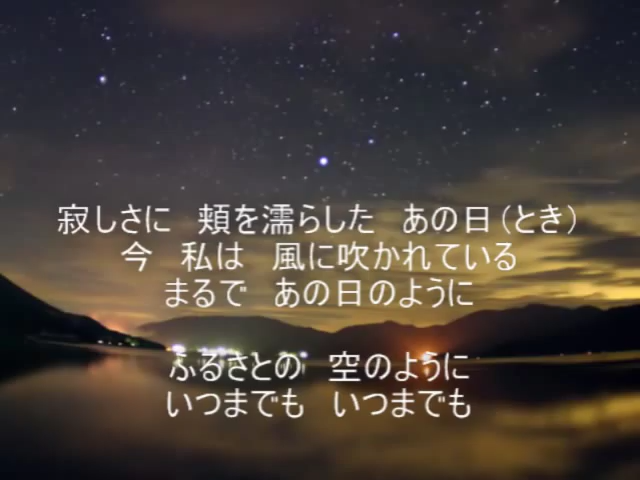 寂しさに　頬を濡らした　あの日（とき）
今　私は　風に吹かれている
まるで　あの日のように
ふるさとの　空のように
いつまでも　いつまでも